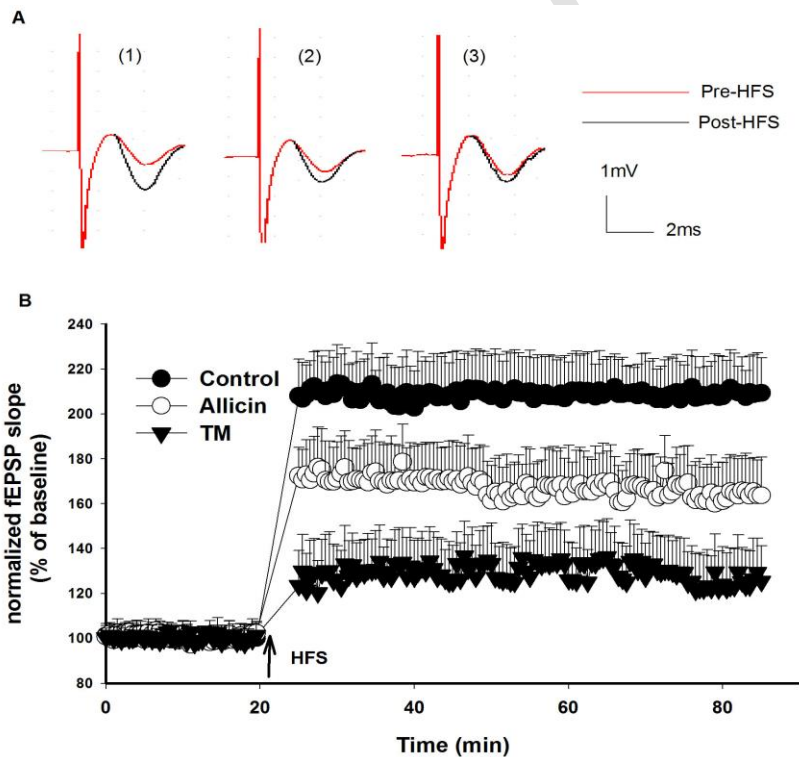 A
(1)
(2)
(3)
Pre-HFS
Post-HFS
1mV
2ms
B
normalized fEPSP slope
(% of baseline)
240
220
200
180
160
140
120
100
80
Control
Allicin
TM
HFS
0
20
40
60
80
Time (min)